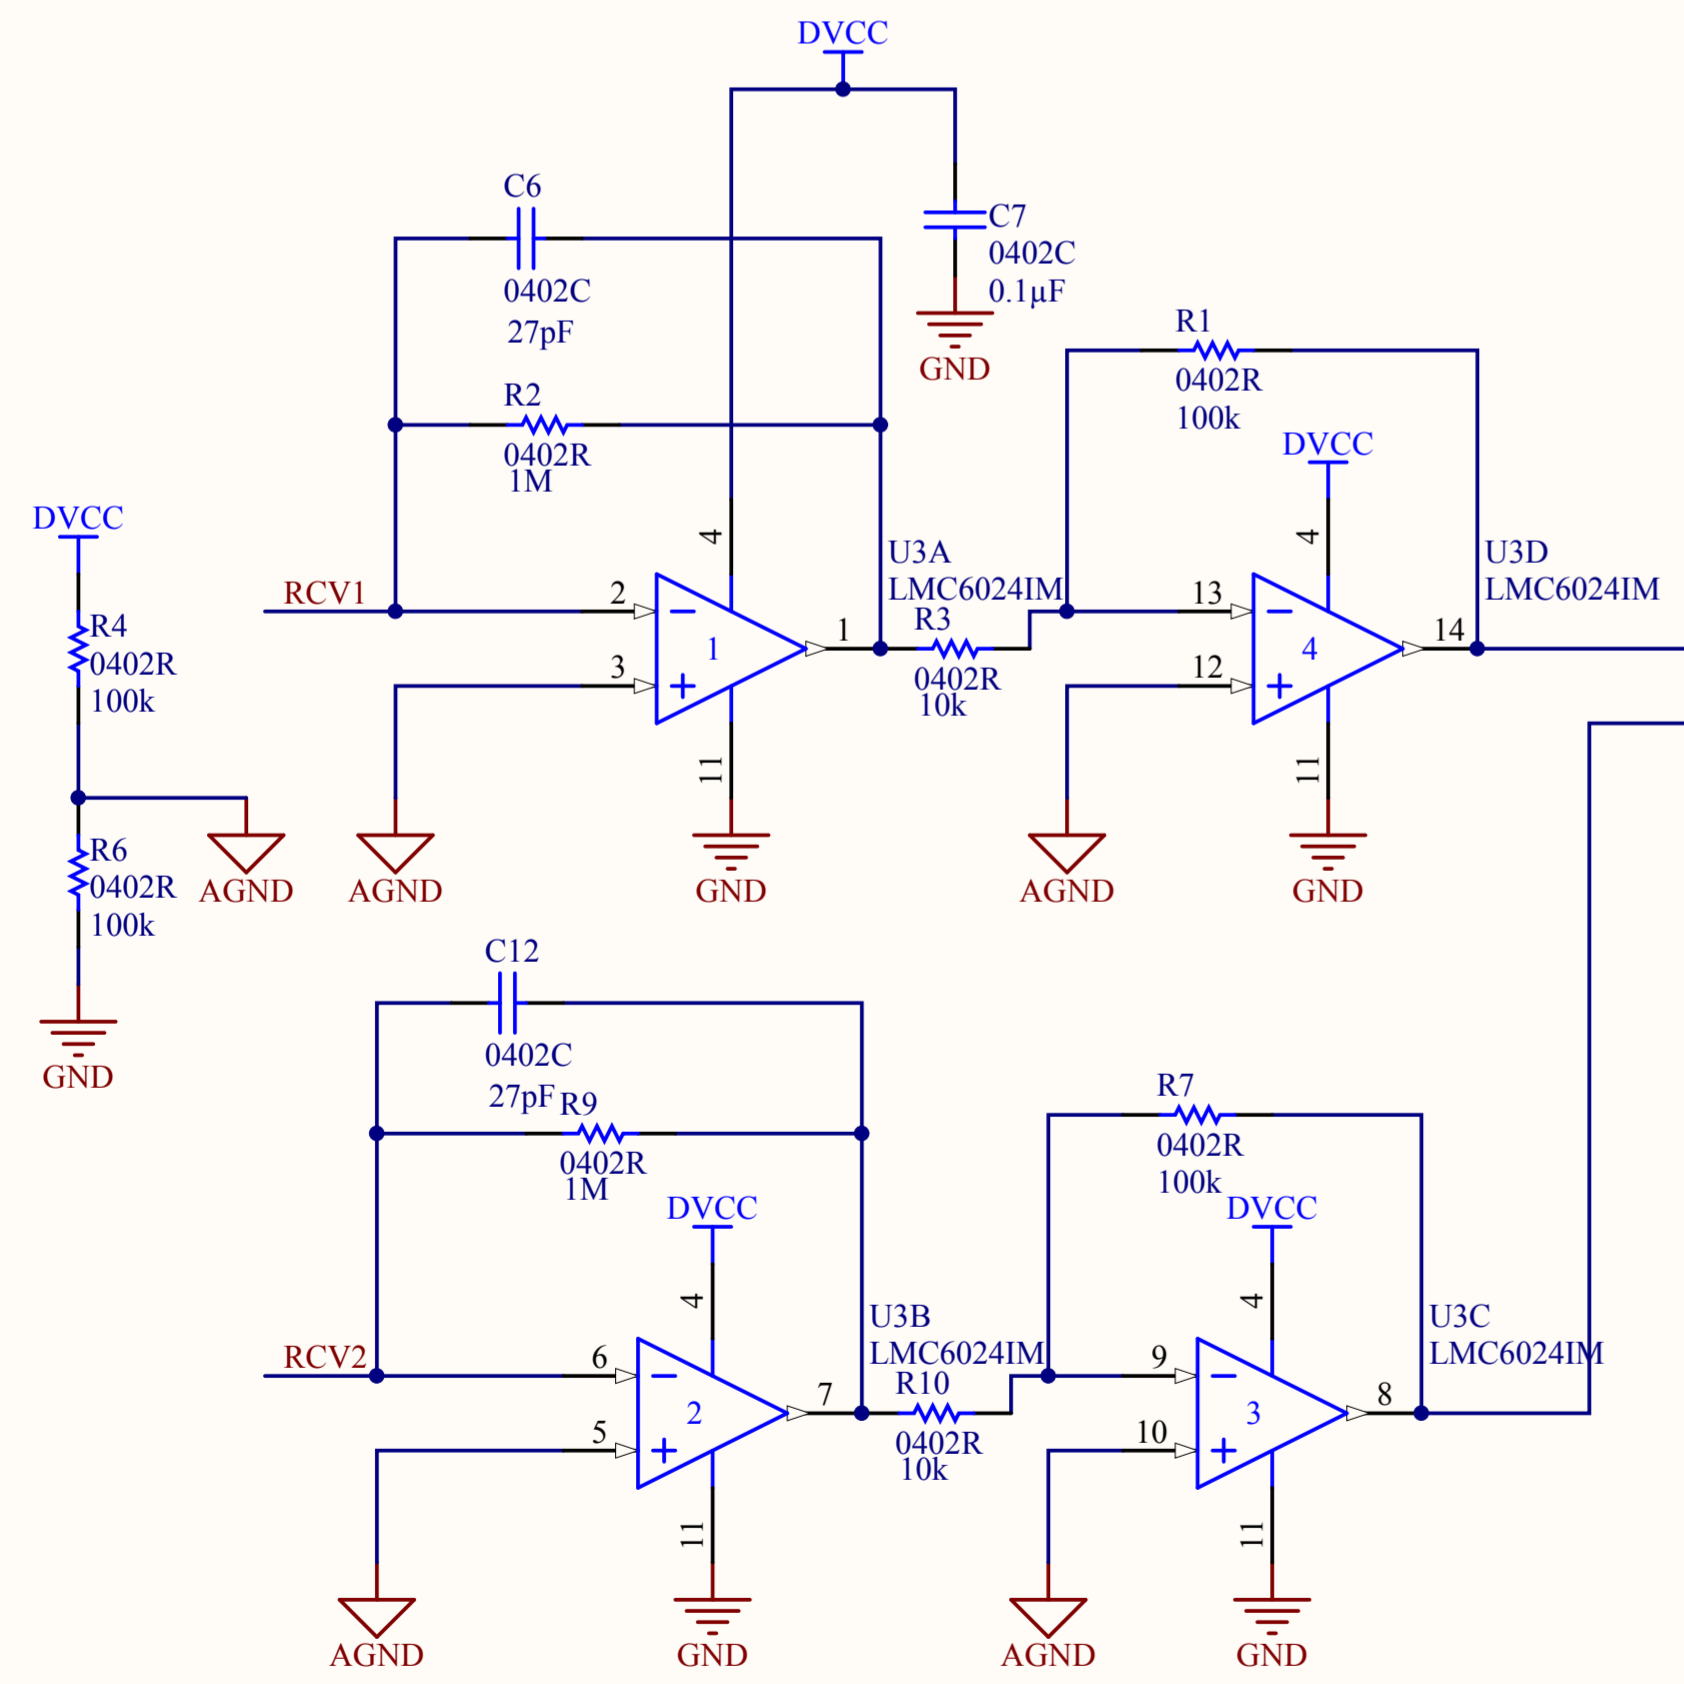 DVCC
C6
0402C
27pF
C7
0402C
0.1µF
GND
R2
0402R
1M
R1
0402R
100k
DVCC
DVCC
4
4
U3A
LMC6024IM
U3D
LMC6024IM
RCV1
2
3
1
1
R3
0402R
10k
13
12
4
14
R4
0402R
100k
11
11
R6
0402R
100k
AGND
AGND
GND
AGND
GND
GND
C12
0402C
27pF
R9
0402R
1M
R7
0402R
100k
DVCC
DVCC
4
4
U3B
LMC6024IM
U3C
LMC6024IM
RCV2
6
5
2
7
R10
0402R
10k
9
10
3
8
11
11
AGND
GND
AGND
GND